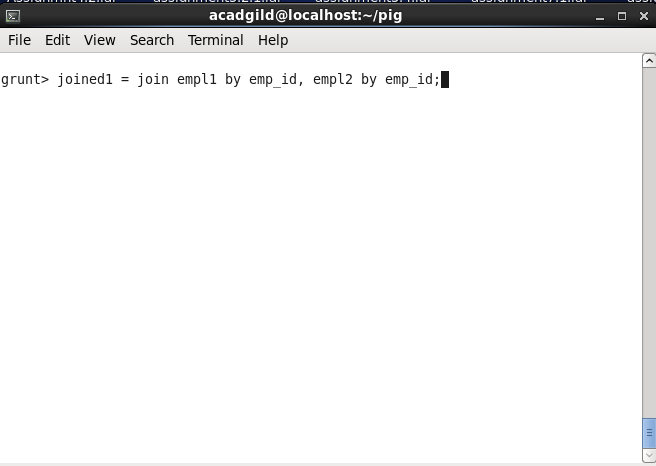 acadgild@localhost:~/pig
File Edit View Search Terminal Help
grunt> joined1 = join empl1 by emp_id, empl2 by emp_id;